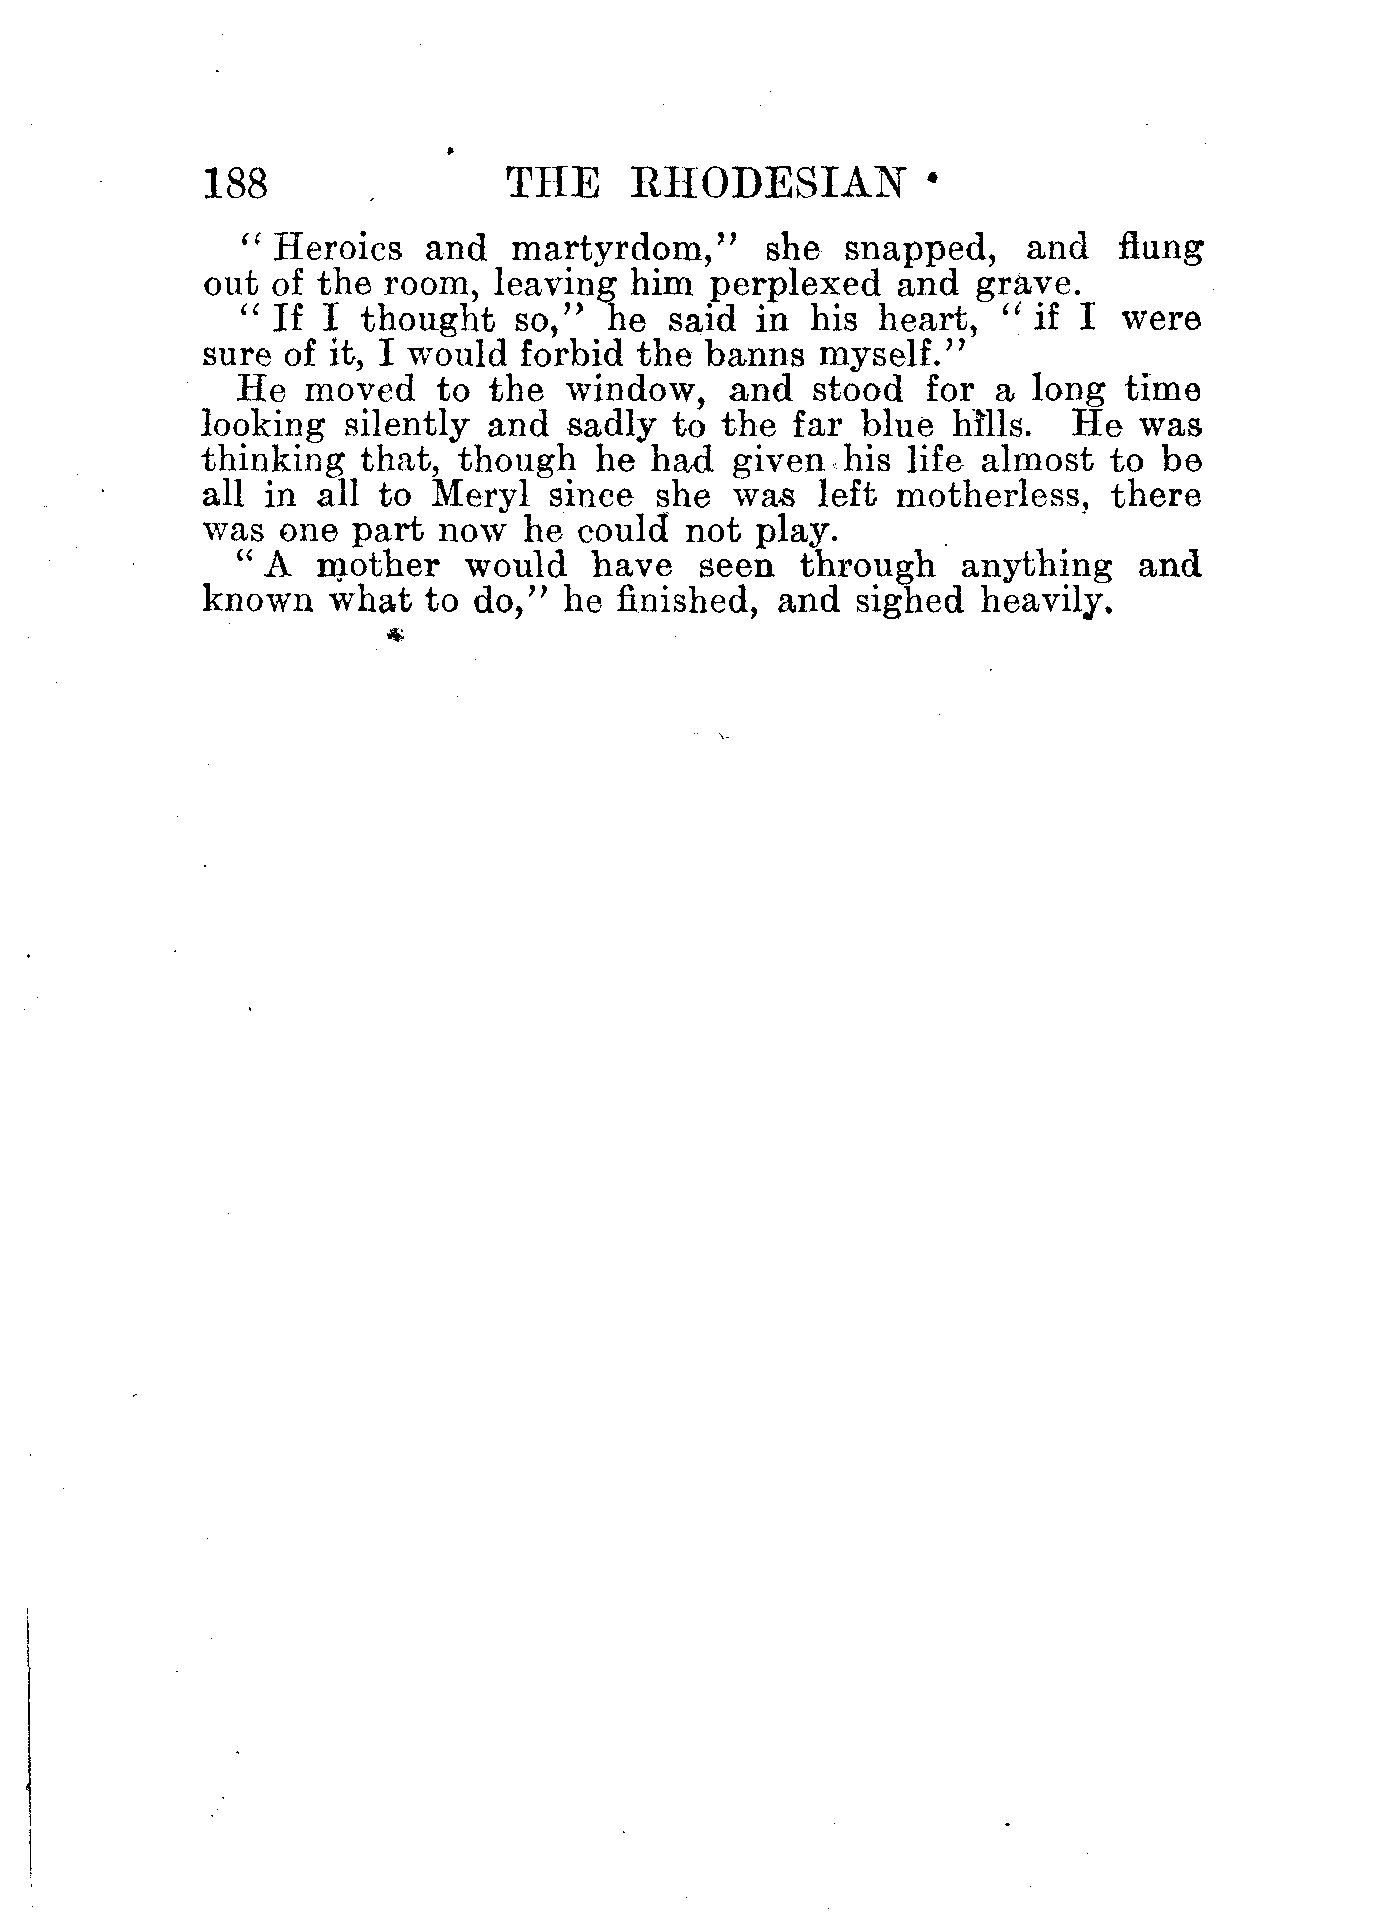 188 THE RHODESIAN
"Heroics and martyrdom," she snapped, and flung
out of the room, leaving him perplexed and grave.
"If I thought so," he said in his heart, "if I were
sure of it, I would forbid the banns myself."
He moved to the window, and stood for a long time
looking silently and sadly to the far blue hills. He was
thinking that, though he had given his life almost to be
all in all to Meryl since she was left motherless, there
was one part now he could not play.
"A mother would have seen through anything and
known what to do," he finished, and sighed heavily.